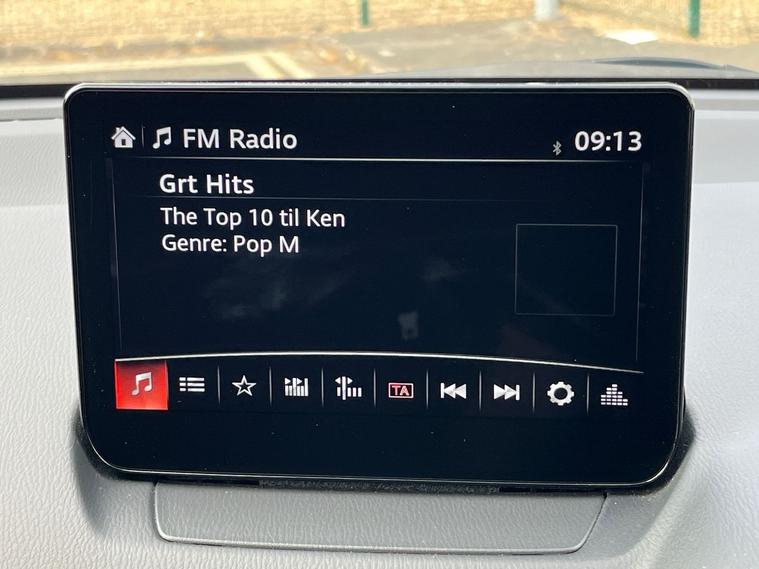 FM Radio 09:13
Grt Hits
The Top 10 til Ken
Genre: Pop M
TA